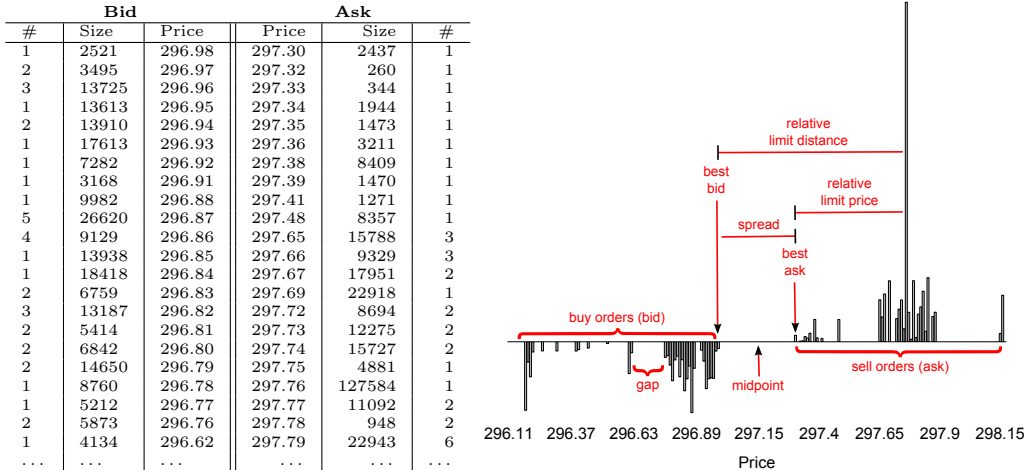 Bid Ask
# Size Price Price Size #
1 2521 296.98 297.30 2437 1
2 3495 296.97 297.32 260 1
3 13725 296.96 297.33 344 1
1 13613 296.95 297.34 1944 1
2 13910 296.94 297.35 1473 1
1 17613 296.93 297.36 3211 1
1 7282 296.92 297.38 8409 1
1 3168 296.91 297.39 1470 1
1 9982 296.88 297.41 1271 1
5 26620 296.87 297.48 8357 1
4 9129 296.86 297.65 15788 3
1 13938 296.85 297.66 9329 3
1 18418 296.84 297.67 17951 2
2 6759 296.83 297.69 22918 1
3 13187 296.82 297.72 8694 2
2 5414 296.81 297.73 12275 2
2 6842 296.80 297.74 15727 2
2 14650 296.79 297.75 4881 1
1 8760 296.78 297.76 127584 1
1 5212 296.77 297.77 11092 2
2 5873 296.76 297.78 948 2
1 4134 296.62 297.79 22943 6
... ... ... ... ... ...
relative
limit distance
best
bid
relative
limit price
spread
best
ask
buy orders (bid)
gap
midpoint
sell orders (ask)
296.11 296.37 296.63 296.89 297.15 297.4 297.65 297.9 298.15
Price